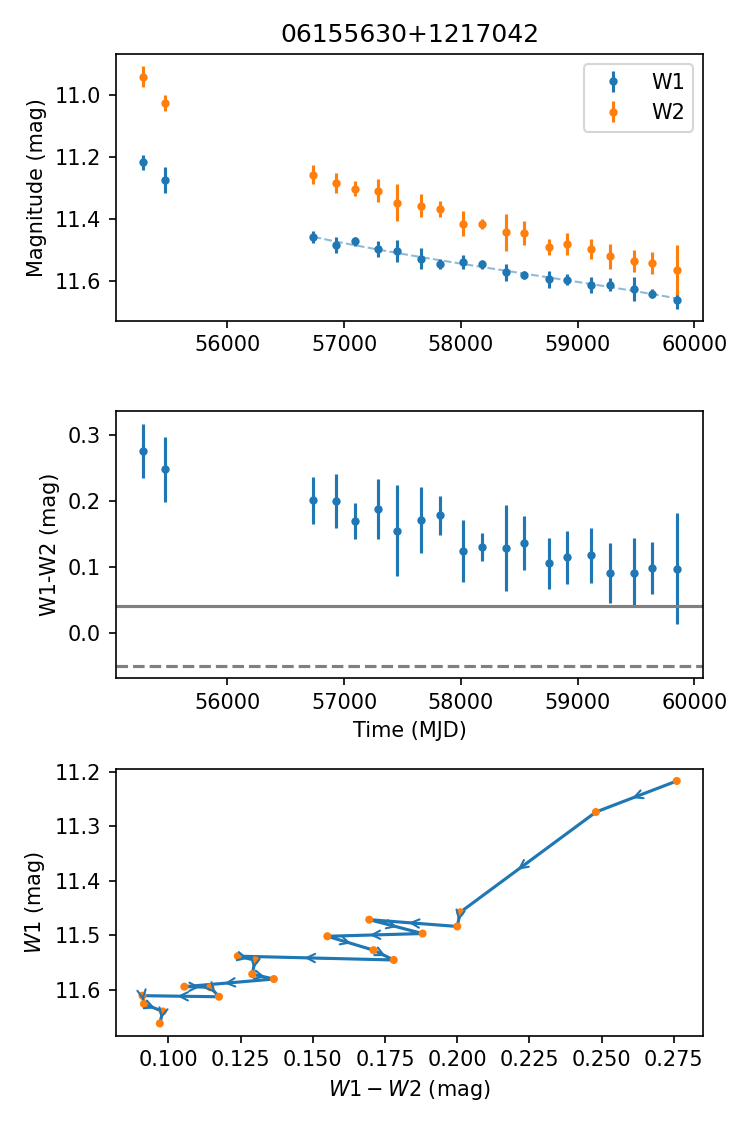 06155630+1217042
Magnitude (mag)
11.0
11.2
11.4
11.6
W1
W2
56000 57000 58000 59000 60000
W1-W2 (mag)
0.3
0.2
0.1
0.0
56000 57000 58000 59000 60000
Time (MJD)
W1 (mag)
11.2
11.3
11.4
11.5
11.6
0.100 0.125 0.150 0.175 0.200 0.225 0.250 0.275
W1 − W2 (mag)